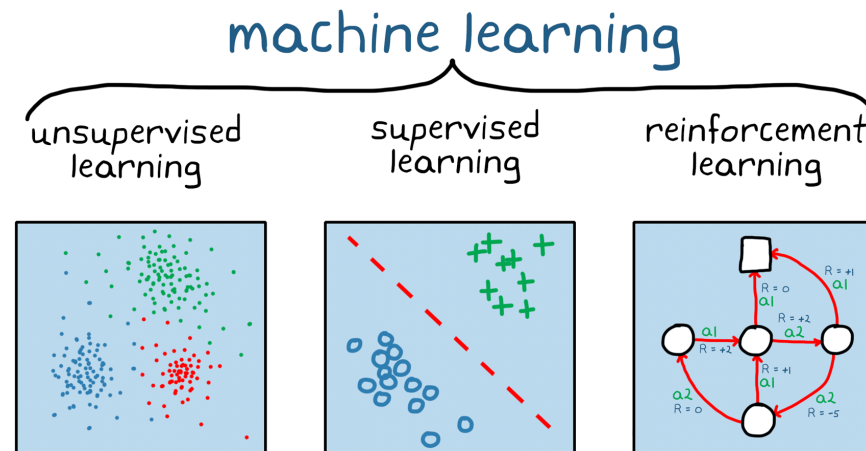 machine learning
unsupervised
learning
supervised
learning
reinforcement
learning
R = 0
a1
R = +1
a1
a1
R = +2
R = +2
a2
R = +1
a1
a2
R = 0
a2
R = -5